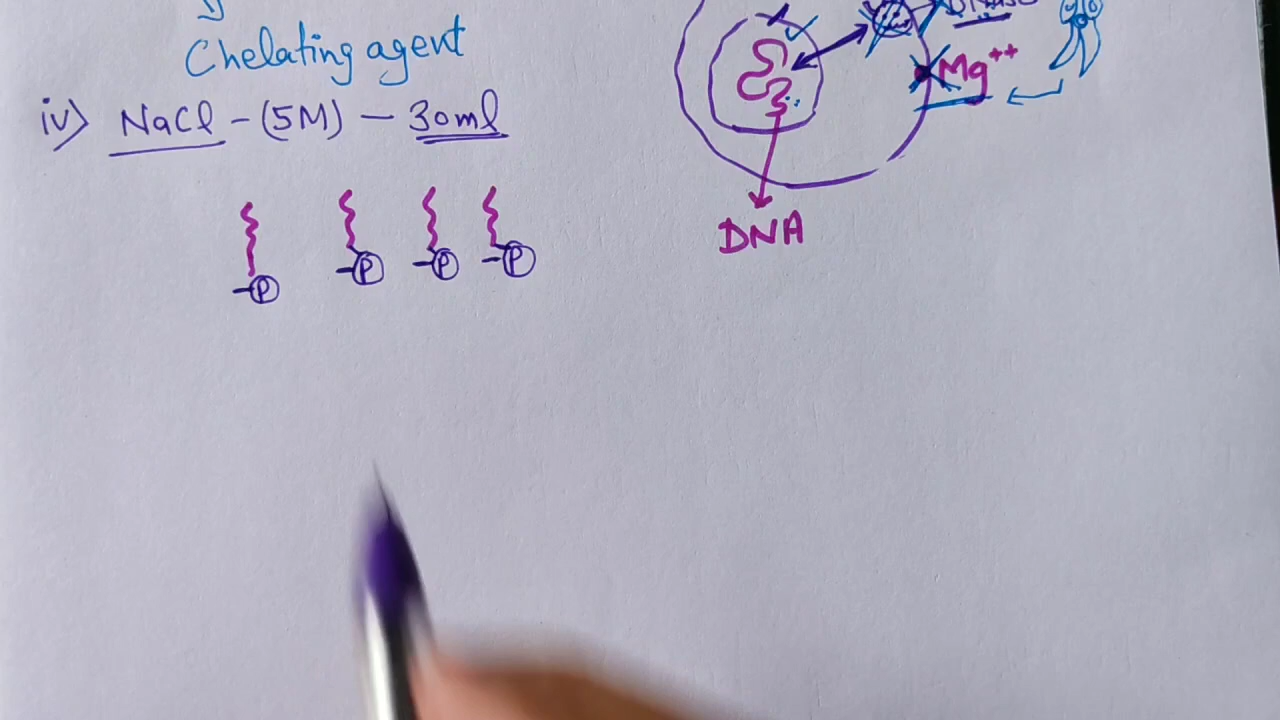 Chelating agent
iv) NaCl - (5M) - 30ml
-P -P -P -P
Mg++
DNA